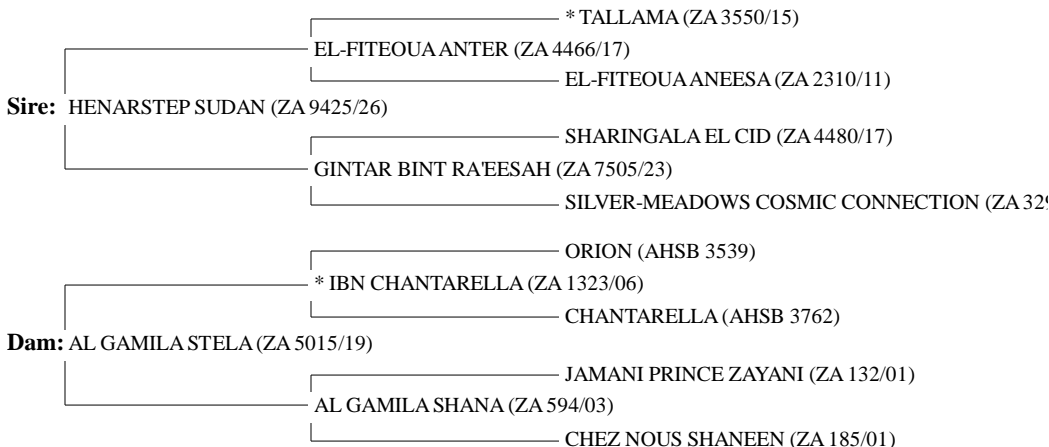 * TALLAMA (ZA 3550/15)
EL-FITEOUA ANTER (ZA 4466/17)
EL-FITEOUA ANEESA (ZA 2310/11)
Sire: HENARSTEP SUDAN (ZA 9425/26)
SHARINGALA EL CID (ZA 4480/17)
GINTAR BINT RA'EESAH (ZA 7505/23)
SILVER-MEADOWS COSMIC CONNECTION (ZA 329
ORION (AHSB 3539)
* IBN CHANTARELLA (ZA 1323/06)
CHANTARELLA (AHSB 3762)
Dam: AL GAMILA STELA (ZA 5015/19)
JAMANI PRINCE ZAYANI (ZA 132/01)
AL GAMILA SHANA (ZA 594/03)
CHEZ NOUS SHANEEN (ZA 185/01)